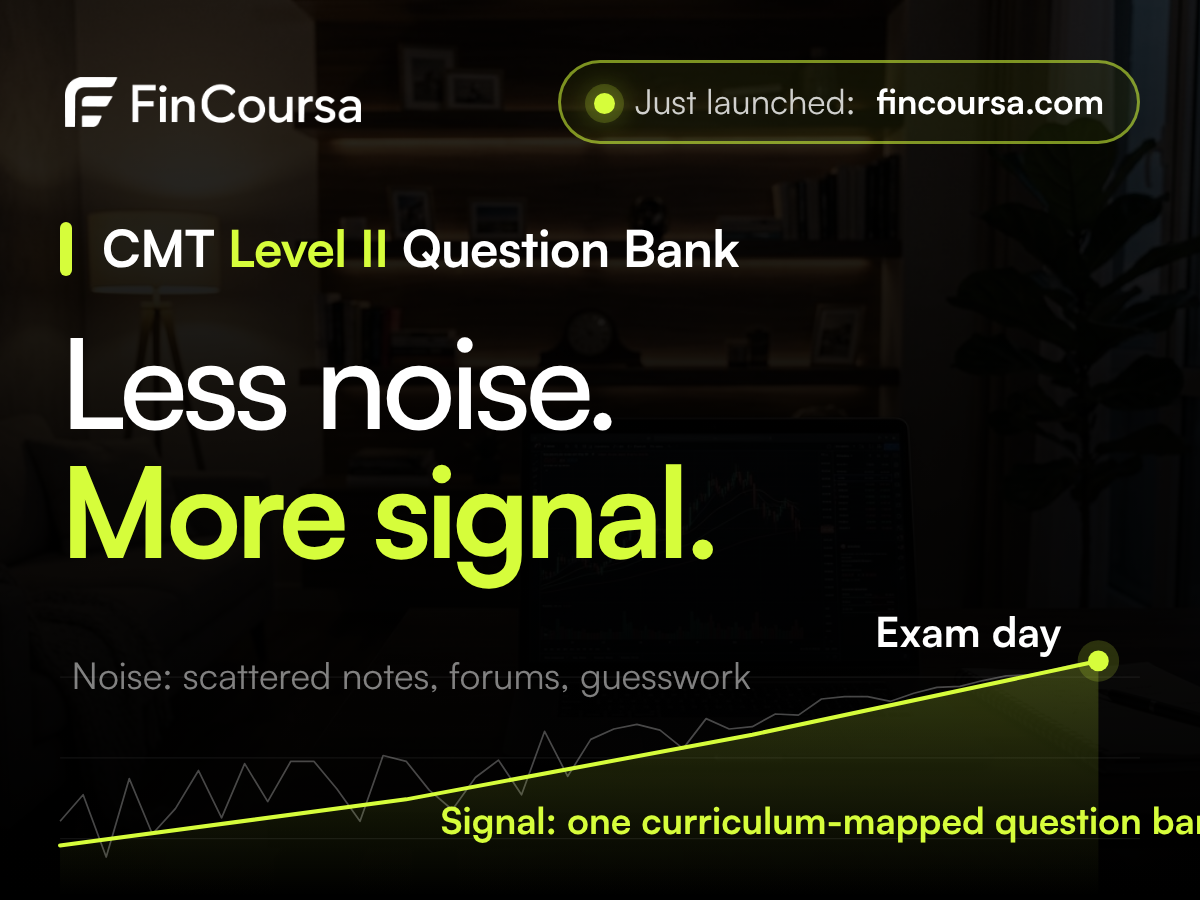 FinCoursa
Just launched: fincoursa.com
CMT Level II Question Bank
Less noise.
More signal.
Exam day
Noise: scattered notes, forums, guesswork
Signal: one curriculum-mapped question